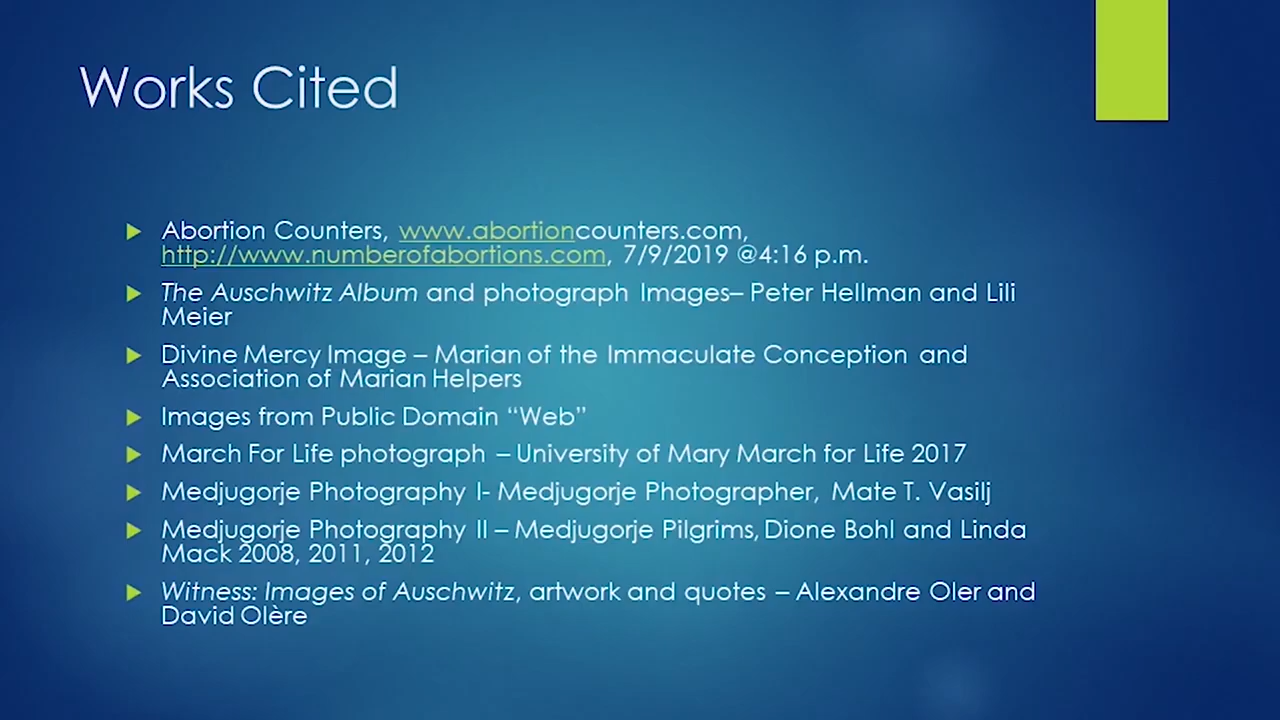 Works Cited
Abortion Counters, www.abortioncounters.com,
http://www.numberofabortions.com, 7/9/2019 @4:16 p.m.
The Auschwitz Album and photograph Images– Peter Hellman and Lili
Meier
Divine Mercy Image – Marian of the Immaculate Conception and
Association of Marian Helpers
Images from Public Domain “Web”
March For Life photograph – University of Mary March for Life 2017
Medjugorje Photography I- Medjugorje Photographer, Mate T. Vasilj
Medjugorje Photography II – Medjugorje Pilgrims, Dione Bohl and Linda
Mack 2008, 2011, 2012
Witness: Images of Auschwitz, artwork and quotes – Alexandre Oler and
David Olère